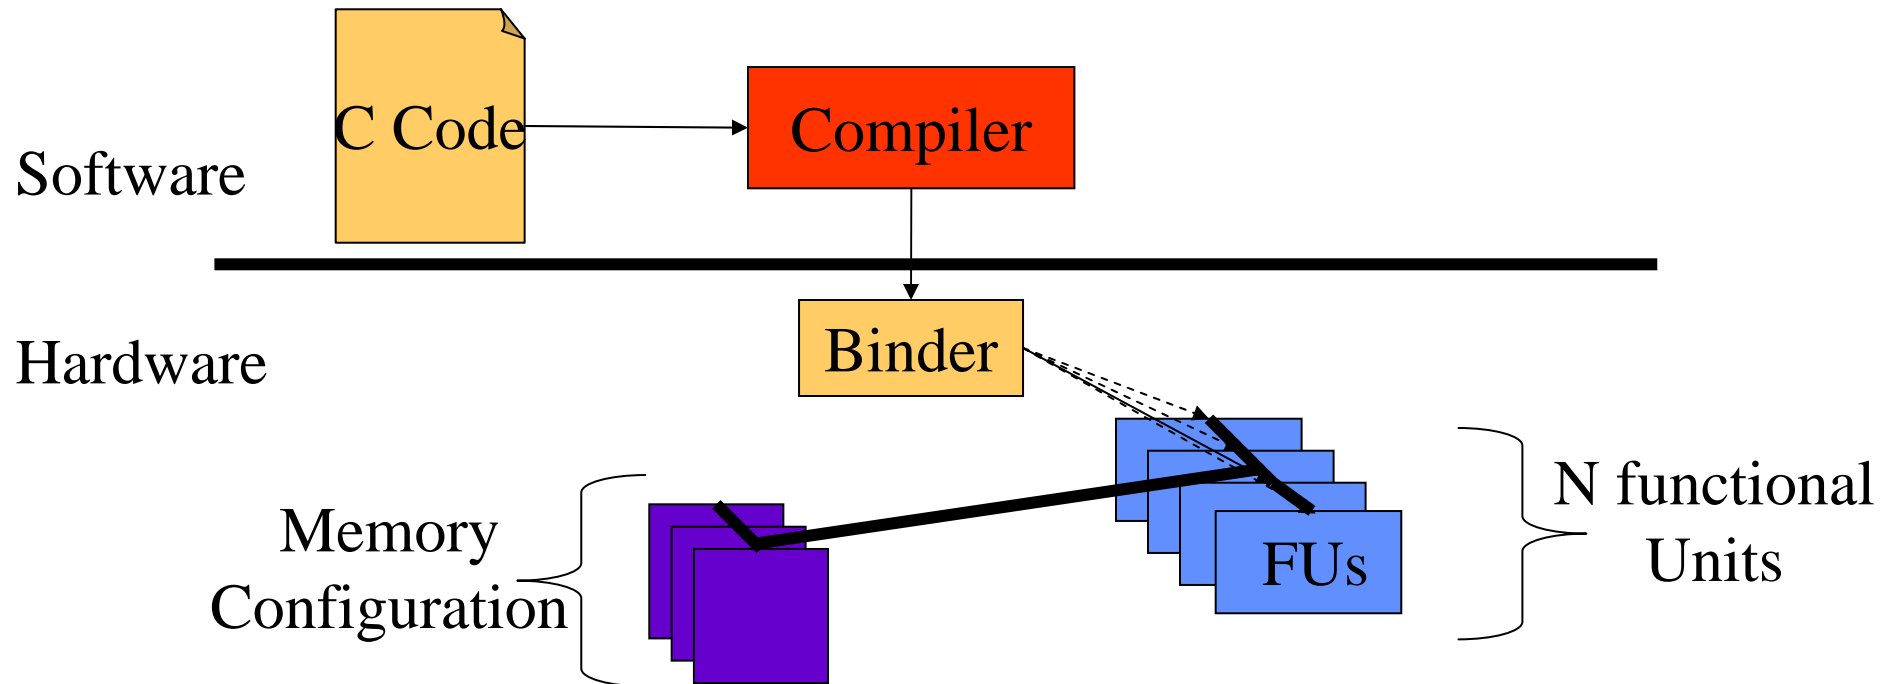 C Code
Compiler
Software
Binder
Hardware
N functional
Units
Memory
Configuration
FUs